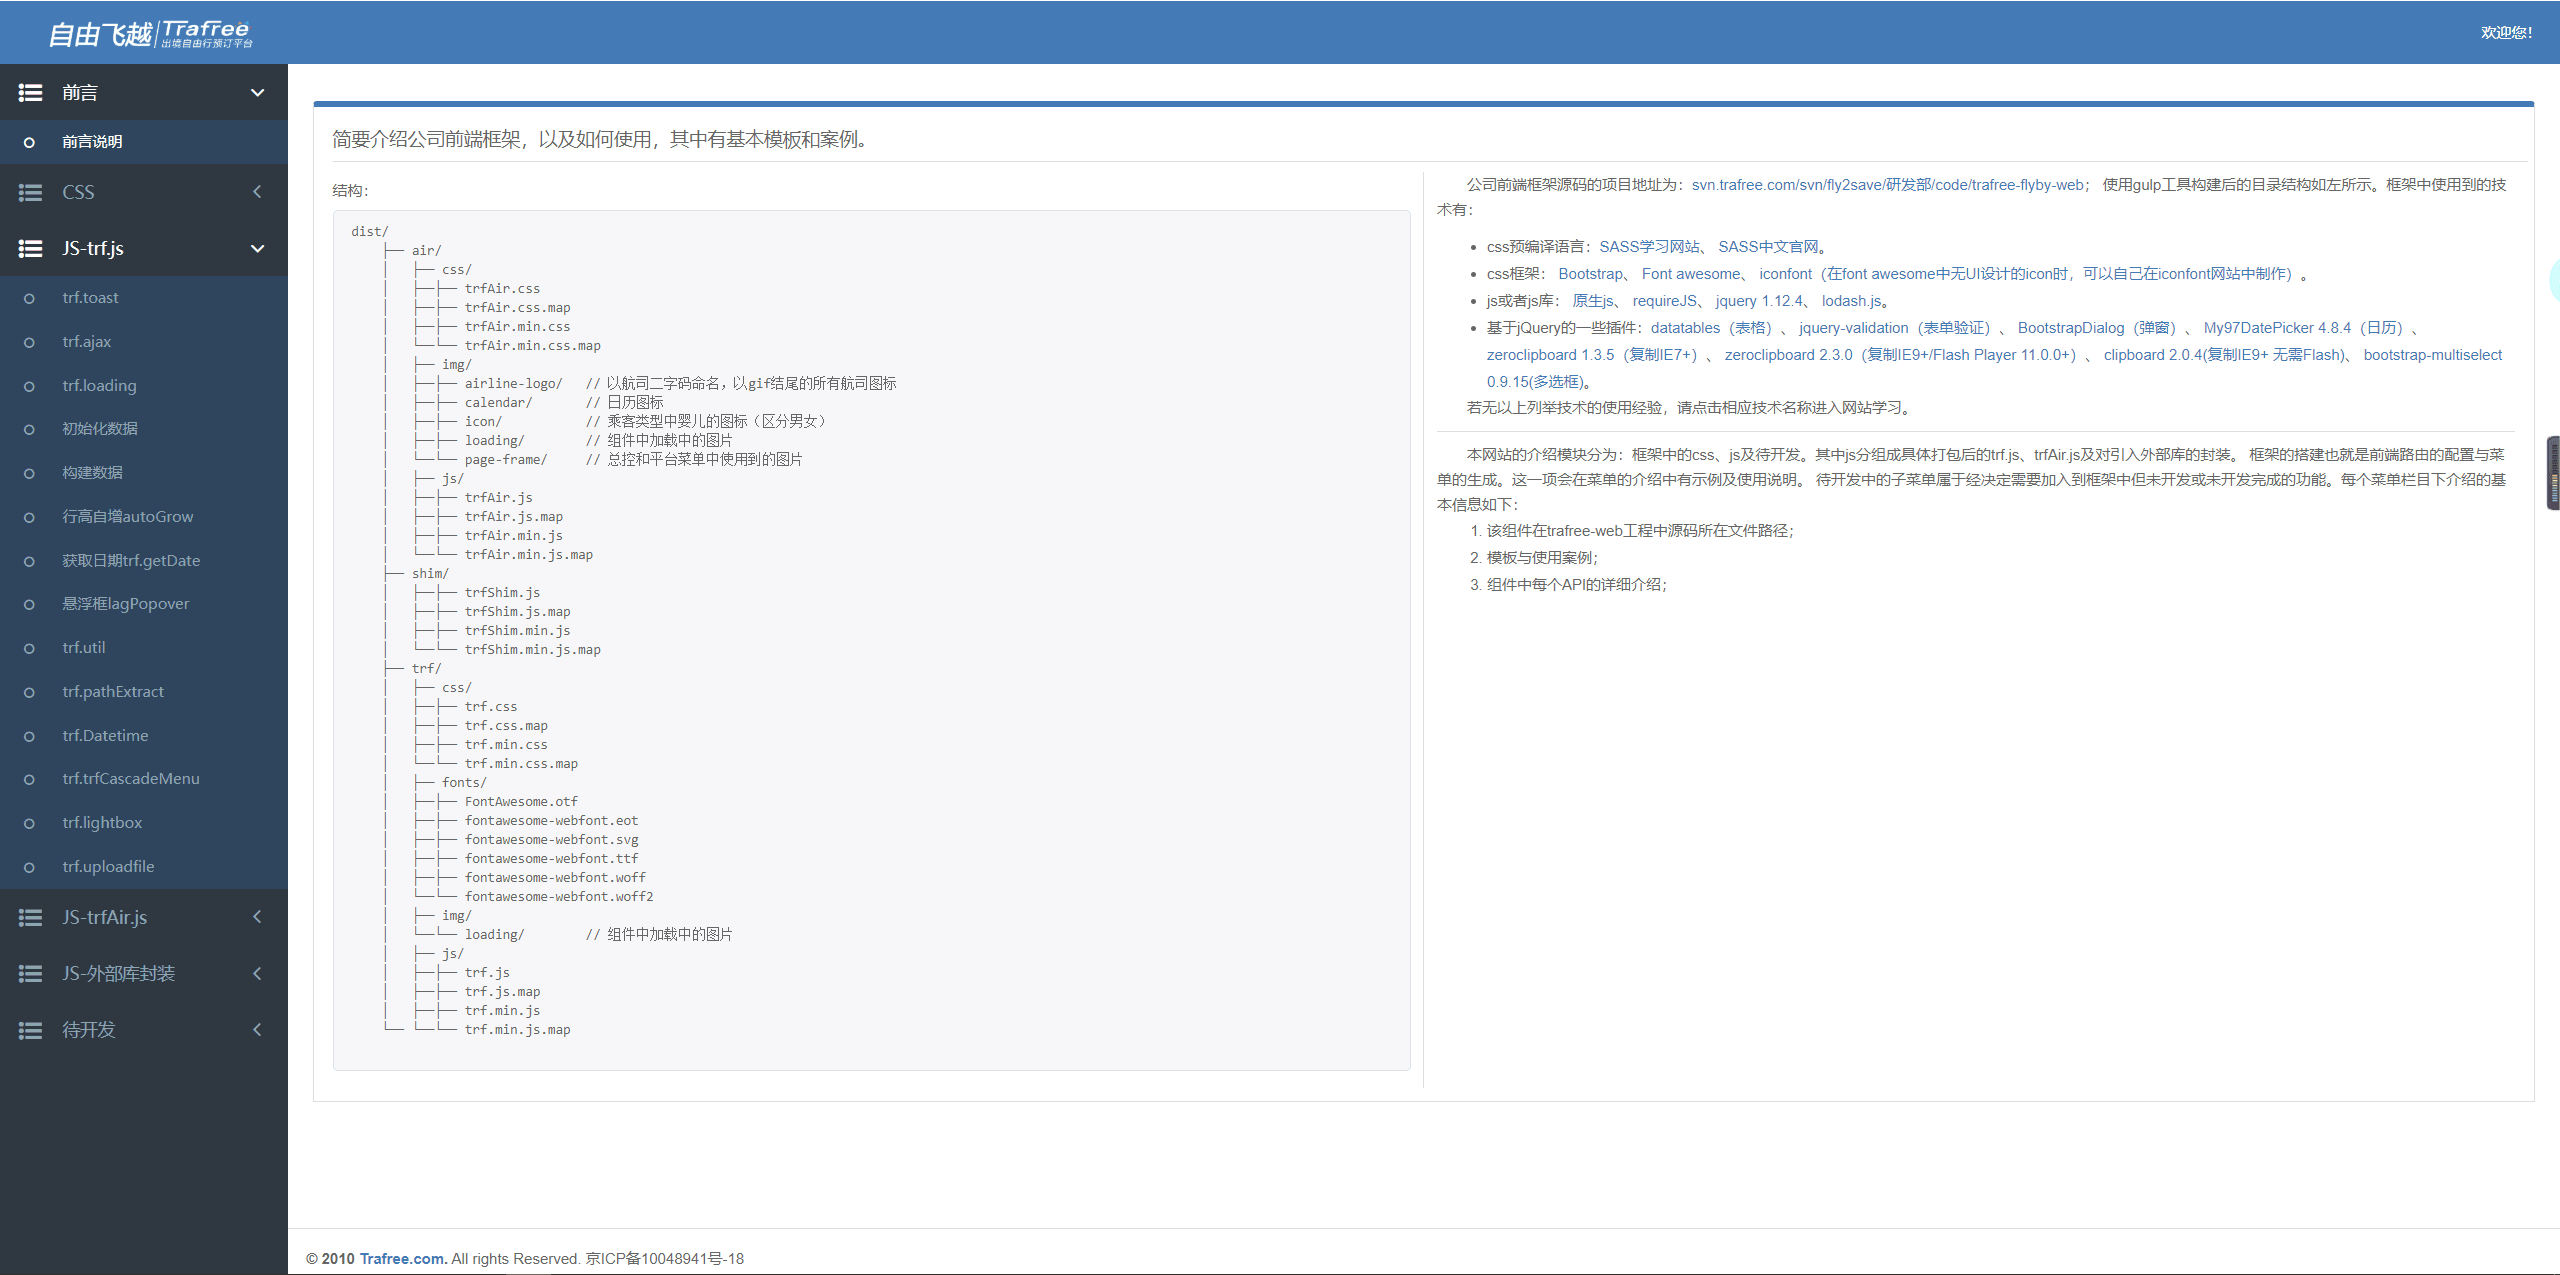 自由飞越 Trafree
出境自由行预订平台
欢迎您!
前言
前言说明
CSS
JS-trf.js
trf.toast
trf.ajax
trf.loading
初始化数据
构建数据
行高自增autoGrow
获取日期trf.getDate
悬浮框lagPopover
trf.util
trf.pathExtract
trf.Datetime
trf.trfCascadeMenu
trf.lightbox
trf.uploadfile
JS-trfAir.js
JS-外部库封装
待开发
简要介绍公司前端框架，以及如何使用，其中有基本模板和案例。
结构：
dist/
├── air/
│   ├── css/
│   ├─├── trfAir.css
│   ├─├── trfAir.css.map
│   ├─├── trfAir.min.css
│   └─└── trfAir.min.css.map
│   ├── img/
│   ├─├── airline-logo/   // 以航司二字码命名，以gif结尾的所有航司图标
│   ├─├── calendar/       // 日历图标
│   ├─├── icon/           // 乘客类型中婴儿的图标（区分男女）
│   ├─├── loading/        // 组件中加载中的图片
│   └─└── page-frame/     // 总控和平台菜单中使用到的图片
│   ├── js/
│   ├─├── trfAir.js
│   ├─├── trfAir.js.map
│   ├─├── trfAir.min.js
│   └─└── trfAir.min.js.map
├── shim/
│   ├─├── trfShim.js
│   ├─├── trfShim.js.map
│   ├─├── trfShim.min.js
│   └─└── trfShim.min.js.map
├── trf/
│   ├── css/
│   ├─├── trf.css
│   ├─├── trf.css.map
│   ├─├── trf.min.css
│   └─└── trf.min.css.map
│   ├── fonts/
│   ├─├── FontAwesome.otf
│   ├─├── fontawesome-webfont.eot
│   ├─├── fontawesome-webfont.svg
│   ├─├── fontawesome-webfont.ttf
│   ├─├── fontawesome-webfont.woff
│   └─└── fontawesome-webfont.woff2
│   ├── img/
│   └─└── loading/        // 组件中加载中的图片
│   ├── js/
│   ├─├── trf.js
│   ├─├── trf.js.map
│   ├─├── trf.min.js
└── └─└── trf.min.js.map
公司前端框架源码的项目地址为：svn.trafree.com/svn/fly2save/研发部/code/trafree-flyby-web； 使用gulp工具构建后的目录结构如左所示。框架中使用到的技
术有：
• css预编译语言：SASS学习网站、 SASS中文官网。
• css框架： Bootstrap、 Font awesome、 iconfont（在font awesome中无UI设计的icon时，可以自己在iconfont网站中制作）。
• js或者js库： 原生js、 requireJS、 jquery 1.12.4、 lodash.js。
• 基于jQuery的一些插件：datatables（表格）、 jquery-validation（表单验证）、 BootstrapDialog（弹窗）、 My97DatePicker 4.8.4（日历）、
zeroclipboard 1.3.5（复制IE7+）、 zeroclipboard 2.3.0（复制IE9+/Flash Player 11.0.0+）、 clipboard 2.0.4(复制IE9+ 无需Flash)、 bootstrap-multiselect
0.9.15(多选框)。
若无以上列举技术的使用经验，请点击相应技术名称进入网站学习。
本网站的介绍模块分为：框架中的css、js及待开发。其中js分组成具体打包后的trf.js、trfAir.js及对引入外部库的封装。 框架的搭建也就是前端路由的配置与菜
单的生成。这一项会在菜单的介绍中有示例及使用说明。 待开发中的子菜单属于经决定需要加入到框架中但未开发或未开发完成的功能。每个菜单栏目下介绍的基
本信息如下：
1. 该组件在trafree-web工程中源码所在文件路径；
2. 模板与使用案例；
3. 组件中每个API的详细介绍；
© 2010 Trafree.com. All rights Reserved. 京ICP备10048941号-18